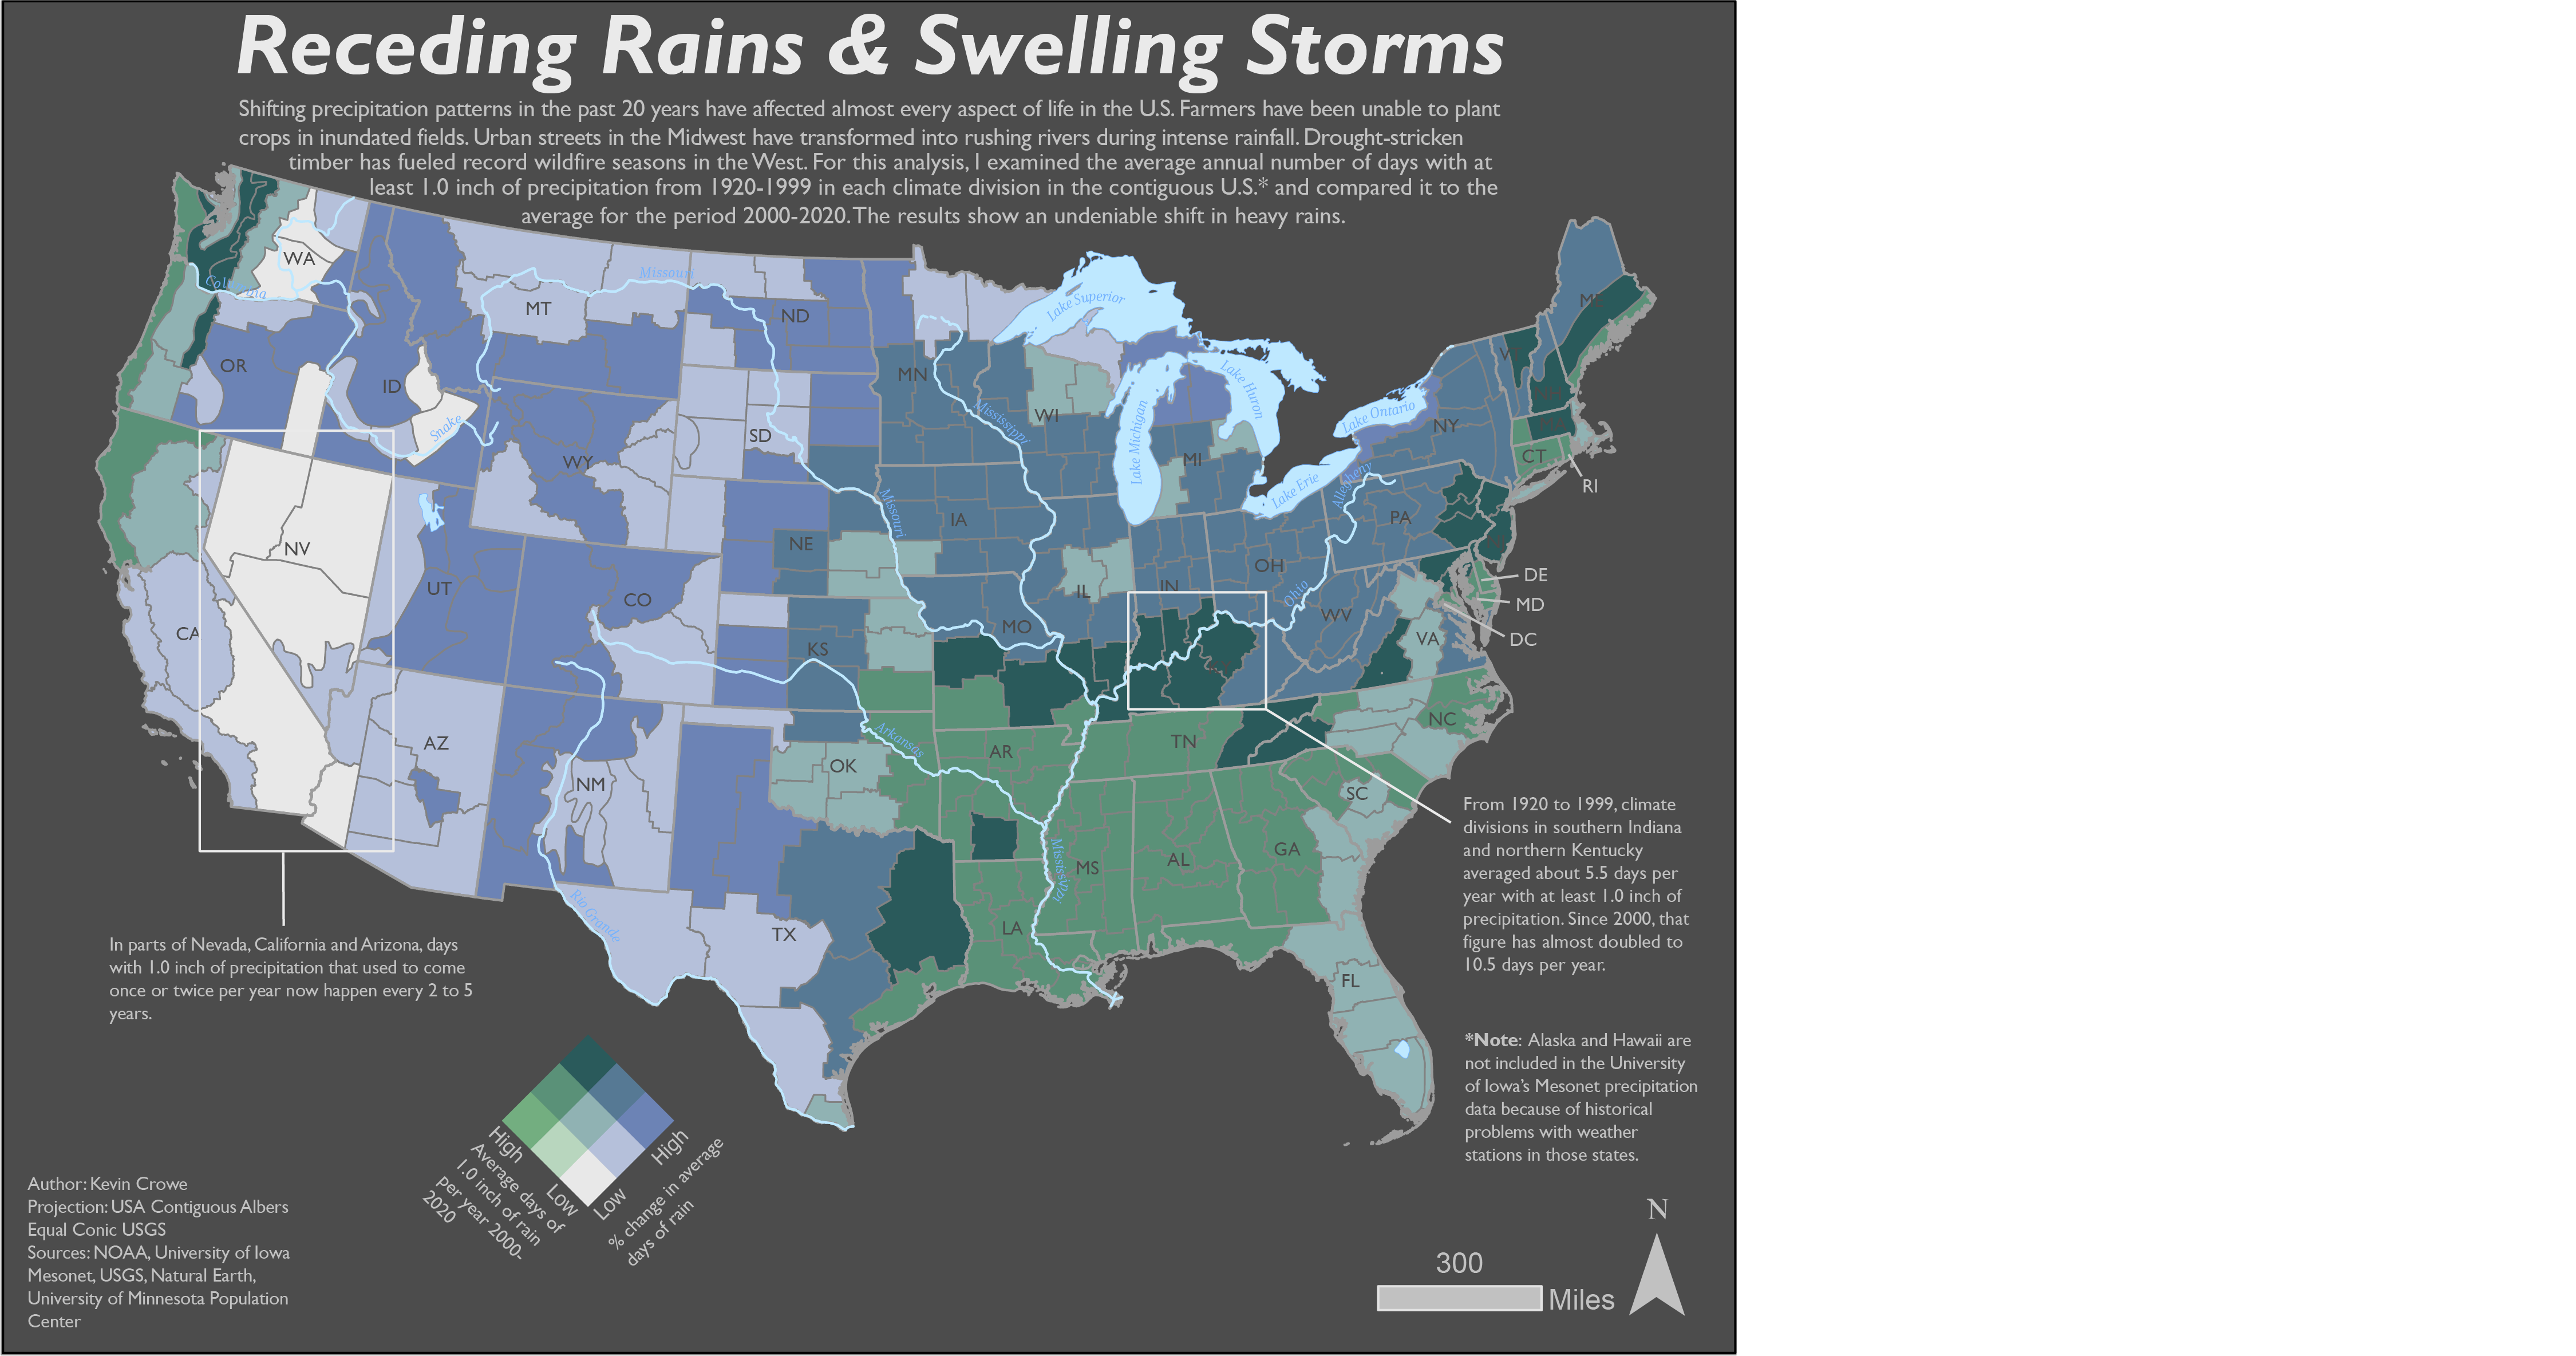 Receding Rains & Swelling Storms
Shifting precipitation patterns in the past 20 years have affected almost every aspect of life in the U.S. Farmers have been unable to plant
crops in inundated fields. Urban streets in the Midwest have transformed into rushing rivers during intense rainfall. Drought-stricken
timber has fueled record wildfire seasons in the West. For this analysis, I examined the average annual number of days with at
least 1.0 inch of precipitation from 1920-1999 in each climate division in the contiguous U.S.* and compared it to the
average for the period 2000-2020. The results show an undeniable shift in heavy rains.
WA
Columbia
MT
Missouri
ND
Lake Superior
ME
OR
ID
Snake
MN
Mississippi
WI
Lake Michigan
Lake Huron
Lake Ontario
NY
VT
SD
WY
MI
Lake Erie
Allegheny
CT
RI
NV
UT
CO
NE
IA
Missouri
IL
IN
OH
PA
Ohio
DE
MD
DC
CA
KS
MO
WV
VA
AZ
NM
OK
Arkansas
AR
TN
NC
SC
Rio Grande
TX
LA
Mississippi
MS
AL
GA
FL
From 1920 to 1999, climate
divisions in southern Indiana
and northern Kentucky
averaged about 5.5 days per
year with at least 1.0 inch of
precipitation. Since 2000, that
figure has almost doubled to
10.5 days per year.
In parts of Nevada, California and Arizona, days
with 1.0 inch of precipitation that used to come
once or twice per year now happen every 2 to 5
years.
*Note: Alaska and Hawaii are
not included in the University
of Iowa's Mesonet precipitation
data because of historical
problems with weather
stations in those states.
High
Low
Average days of
1.0 inch of rain
per year 2000-
2020
High
Low
% change in average
days of rain
Author: Kevin Crowe
Projection: USA Contiguous Albers
Equal Conic USGS
Sources: NOAA, University of Iowa
Mesonet, USGS, Natural Earth,
University of Minnesota Population
Center
N
300
Miles